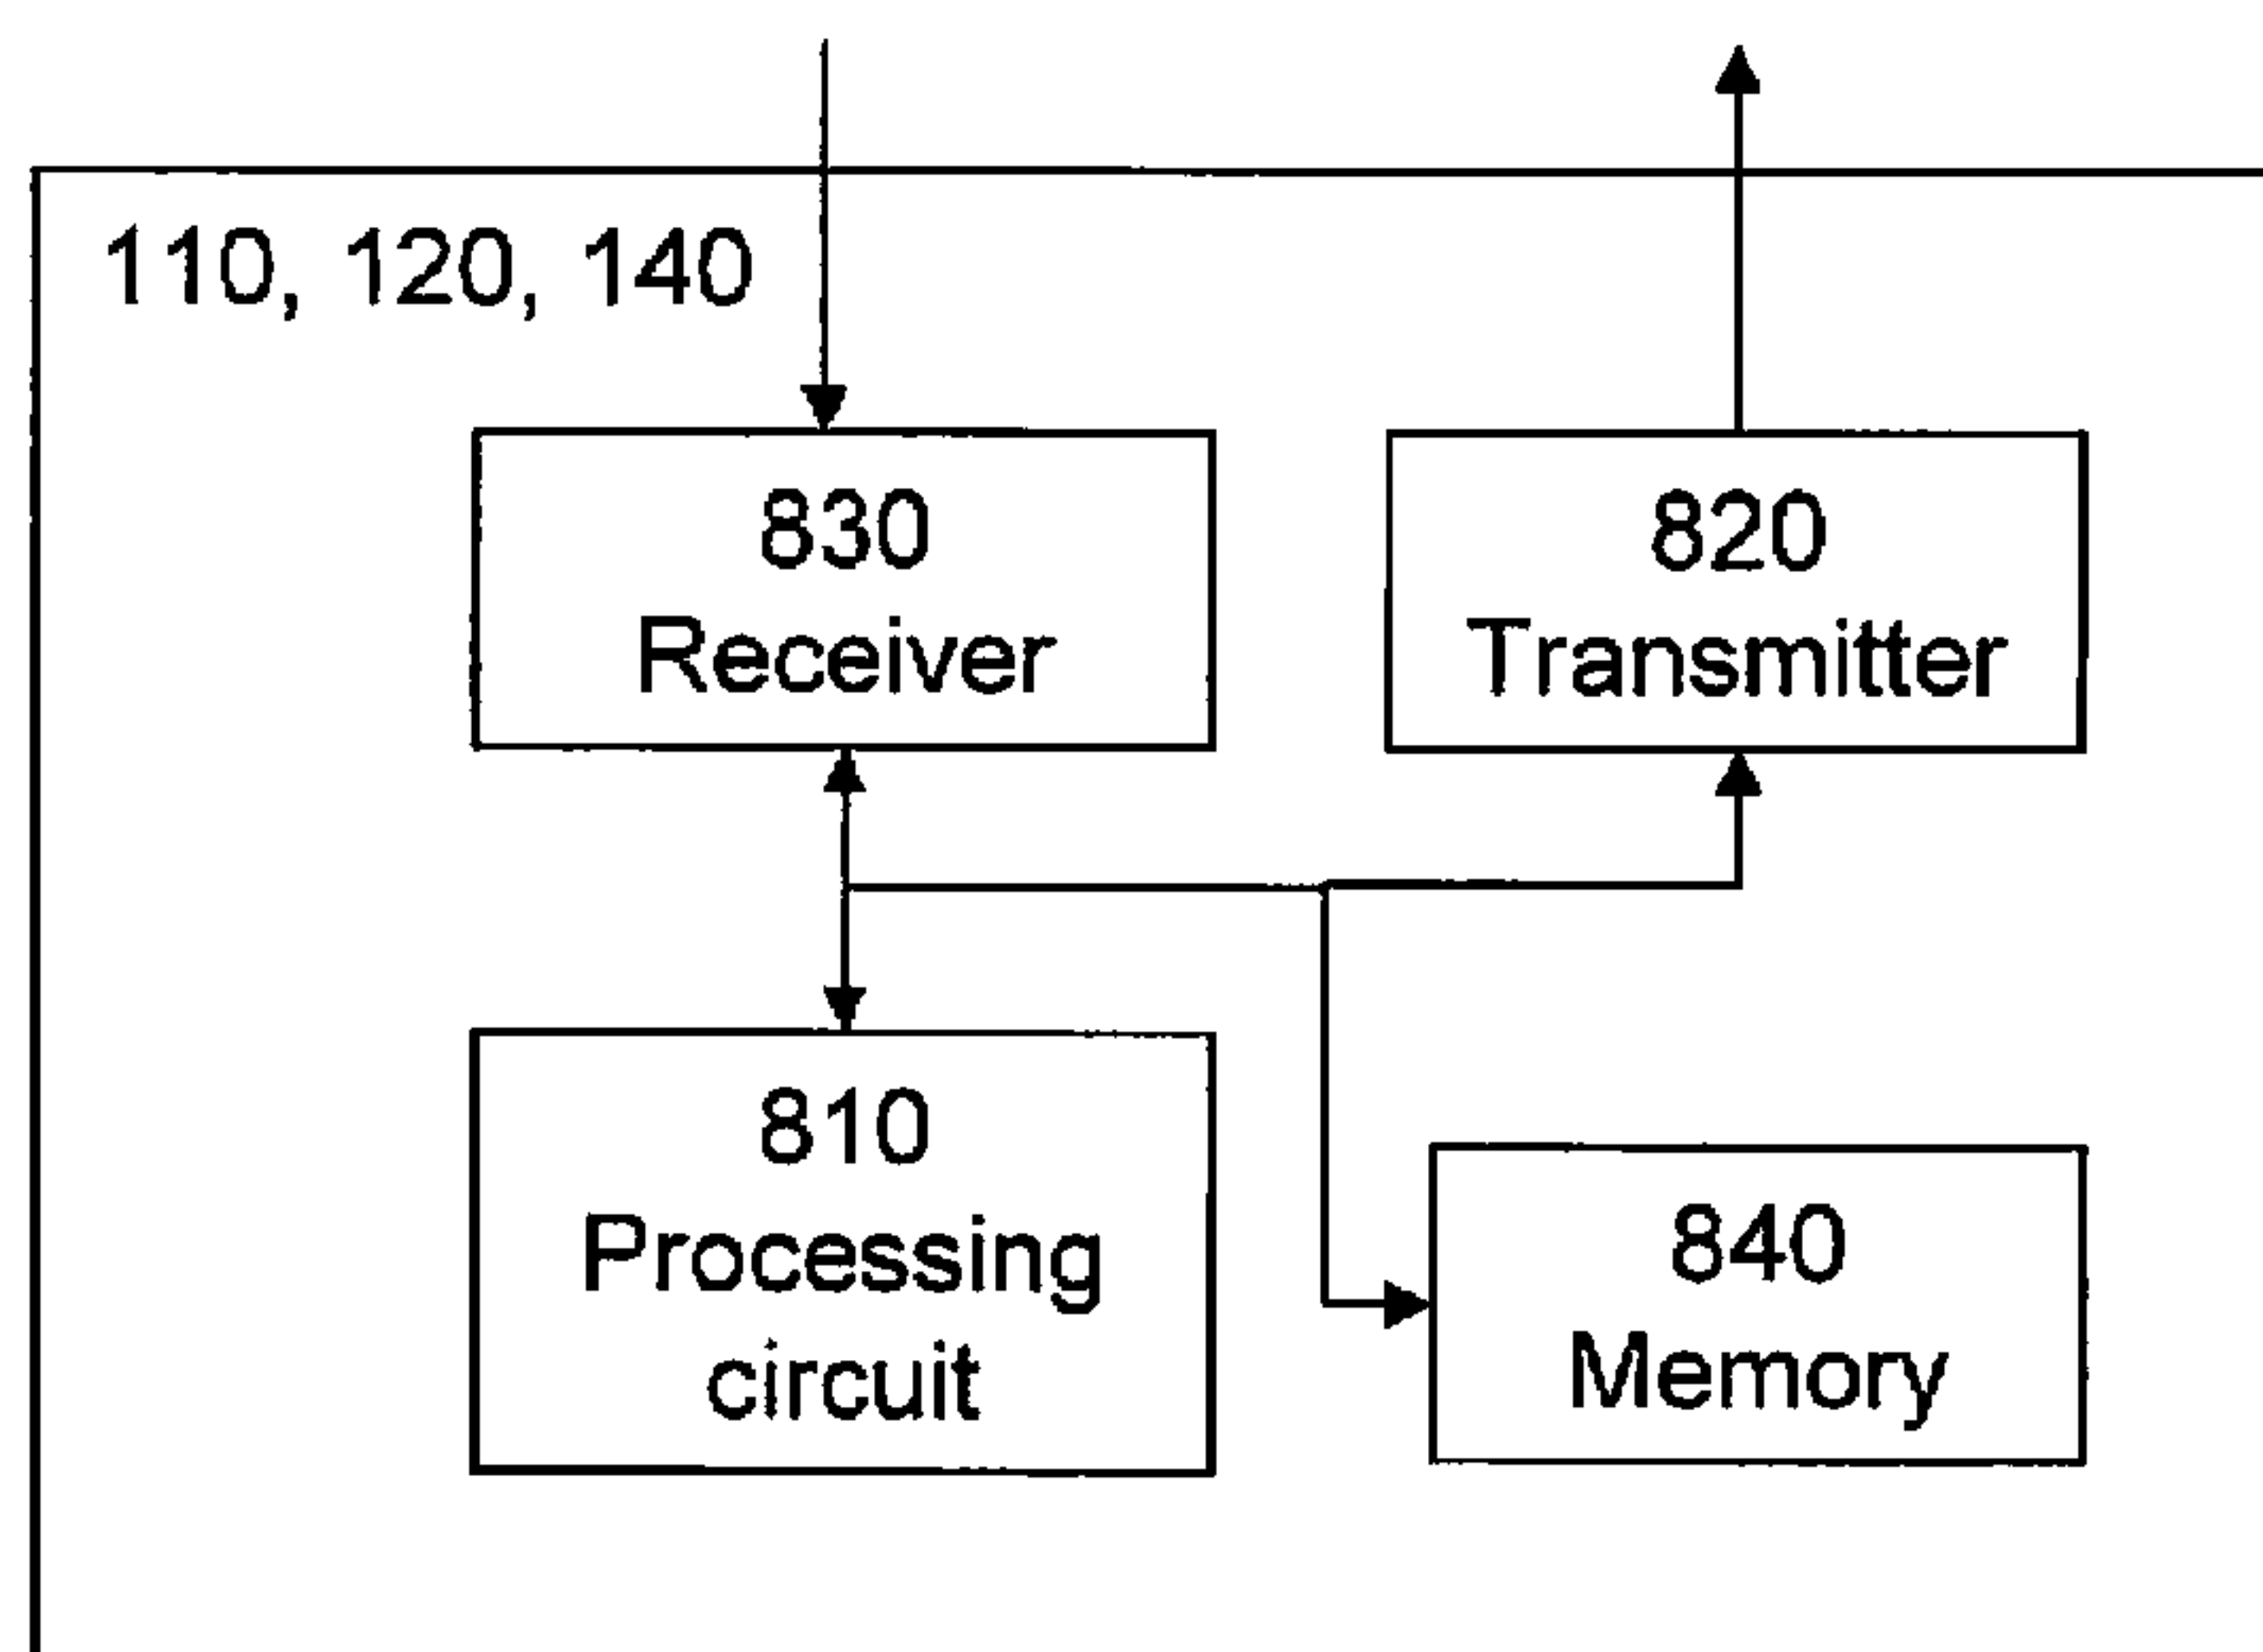 110, 120, 140
830
Receiver
820
Transmitter
810
Processing
circuit
840
Memory